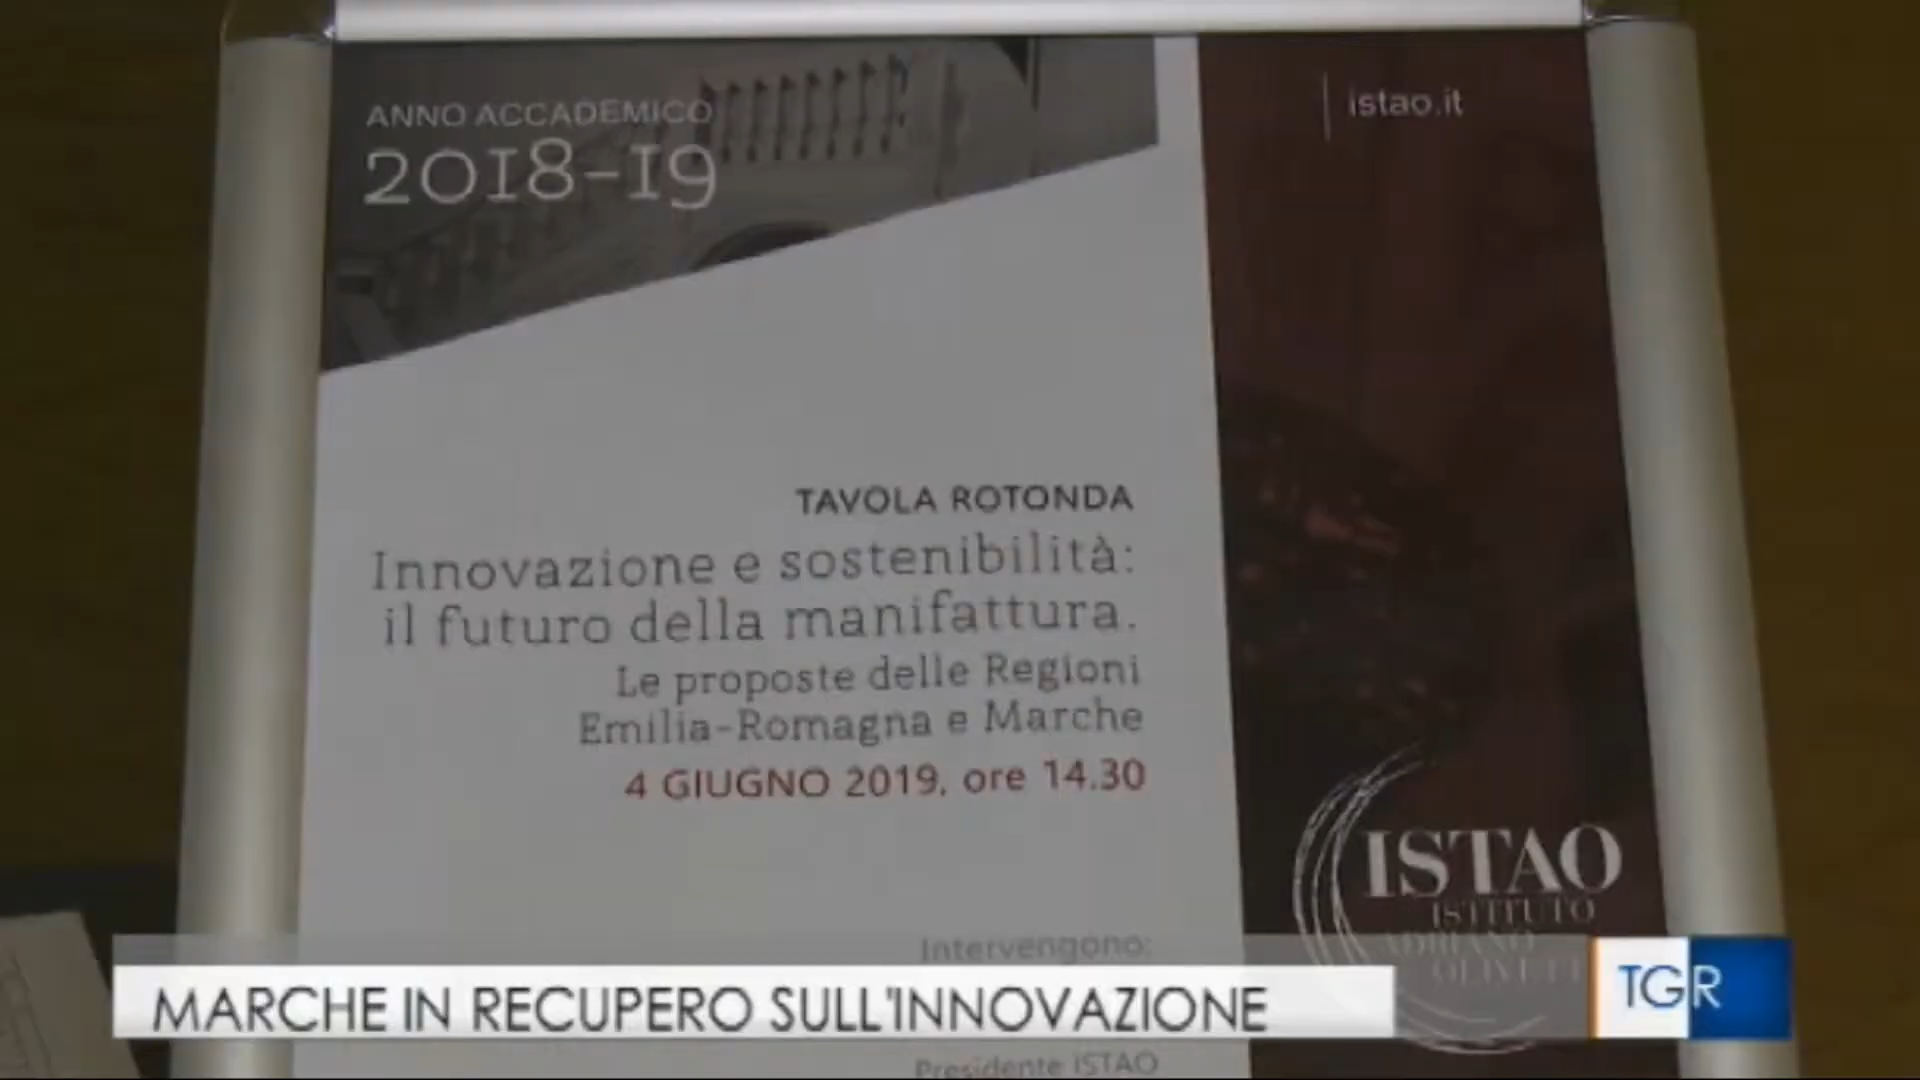 ANNO ACCADEMICO
2018-19
istao.it
TAVOLA ROTONDA
Innovazione e sostenibilità:
il futuro della manifattura.
Le proposte delle Regioni
Emilia-Romagna e Marche
4 GIUGNO 2019, ore 14.30
ISTAO
ISTITUTO
ADRIANO
OLIVETTI
Intervengono:
MARCHE IN RECUPERO SULL'INNOVAZIONE
TGR
Presidente ISTAO